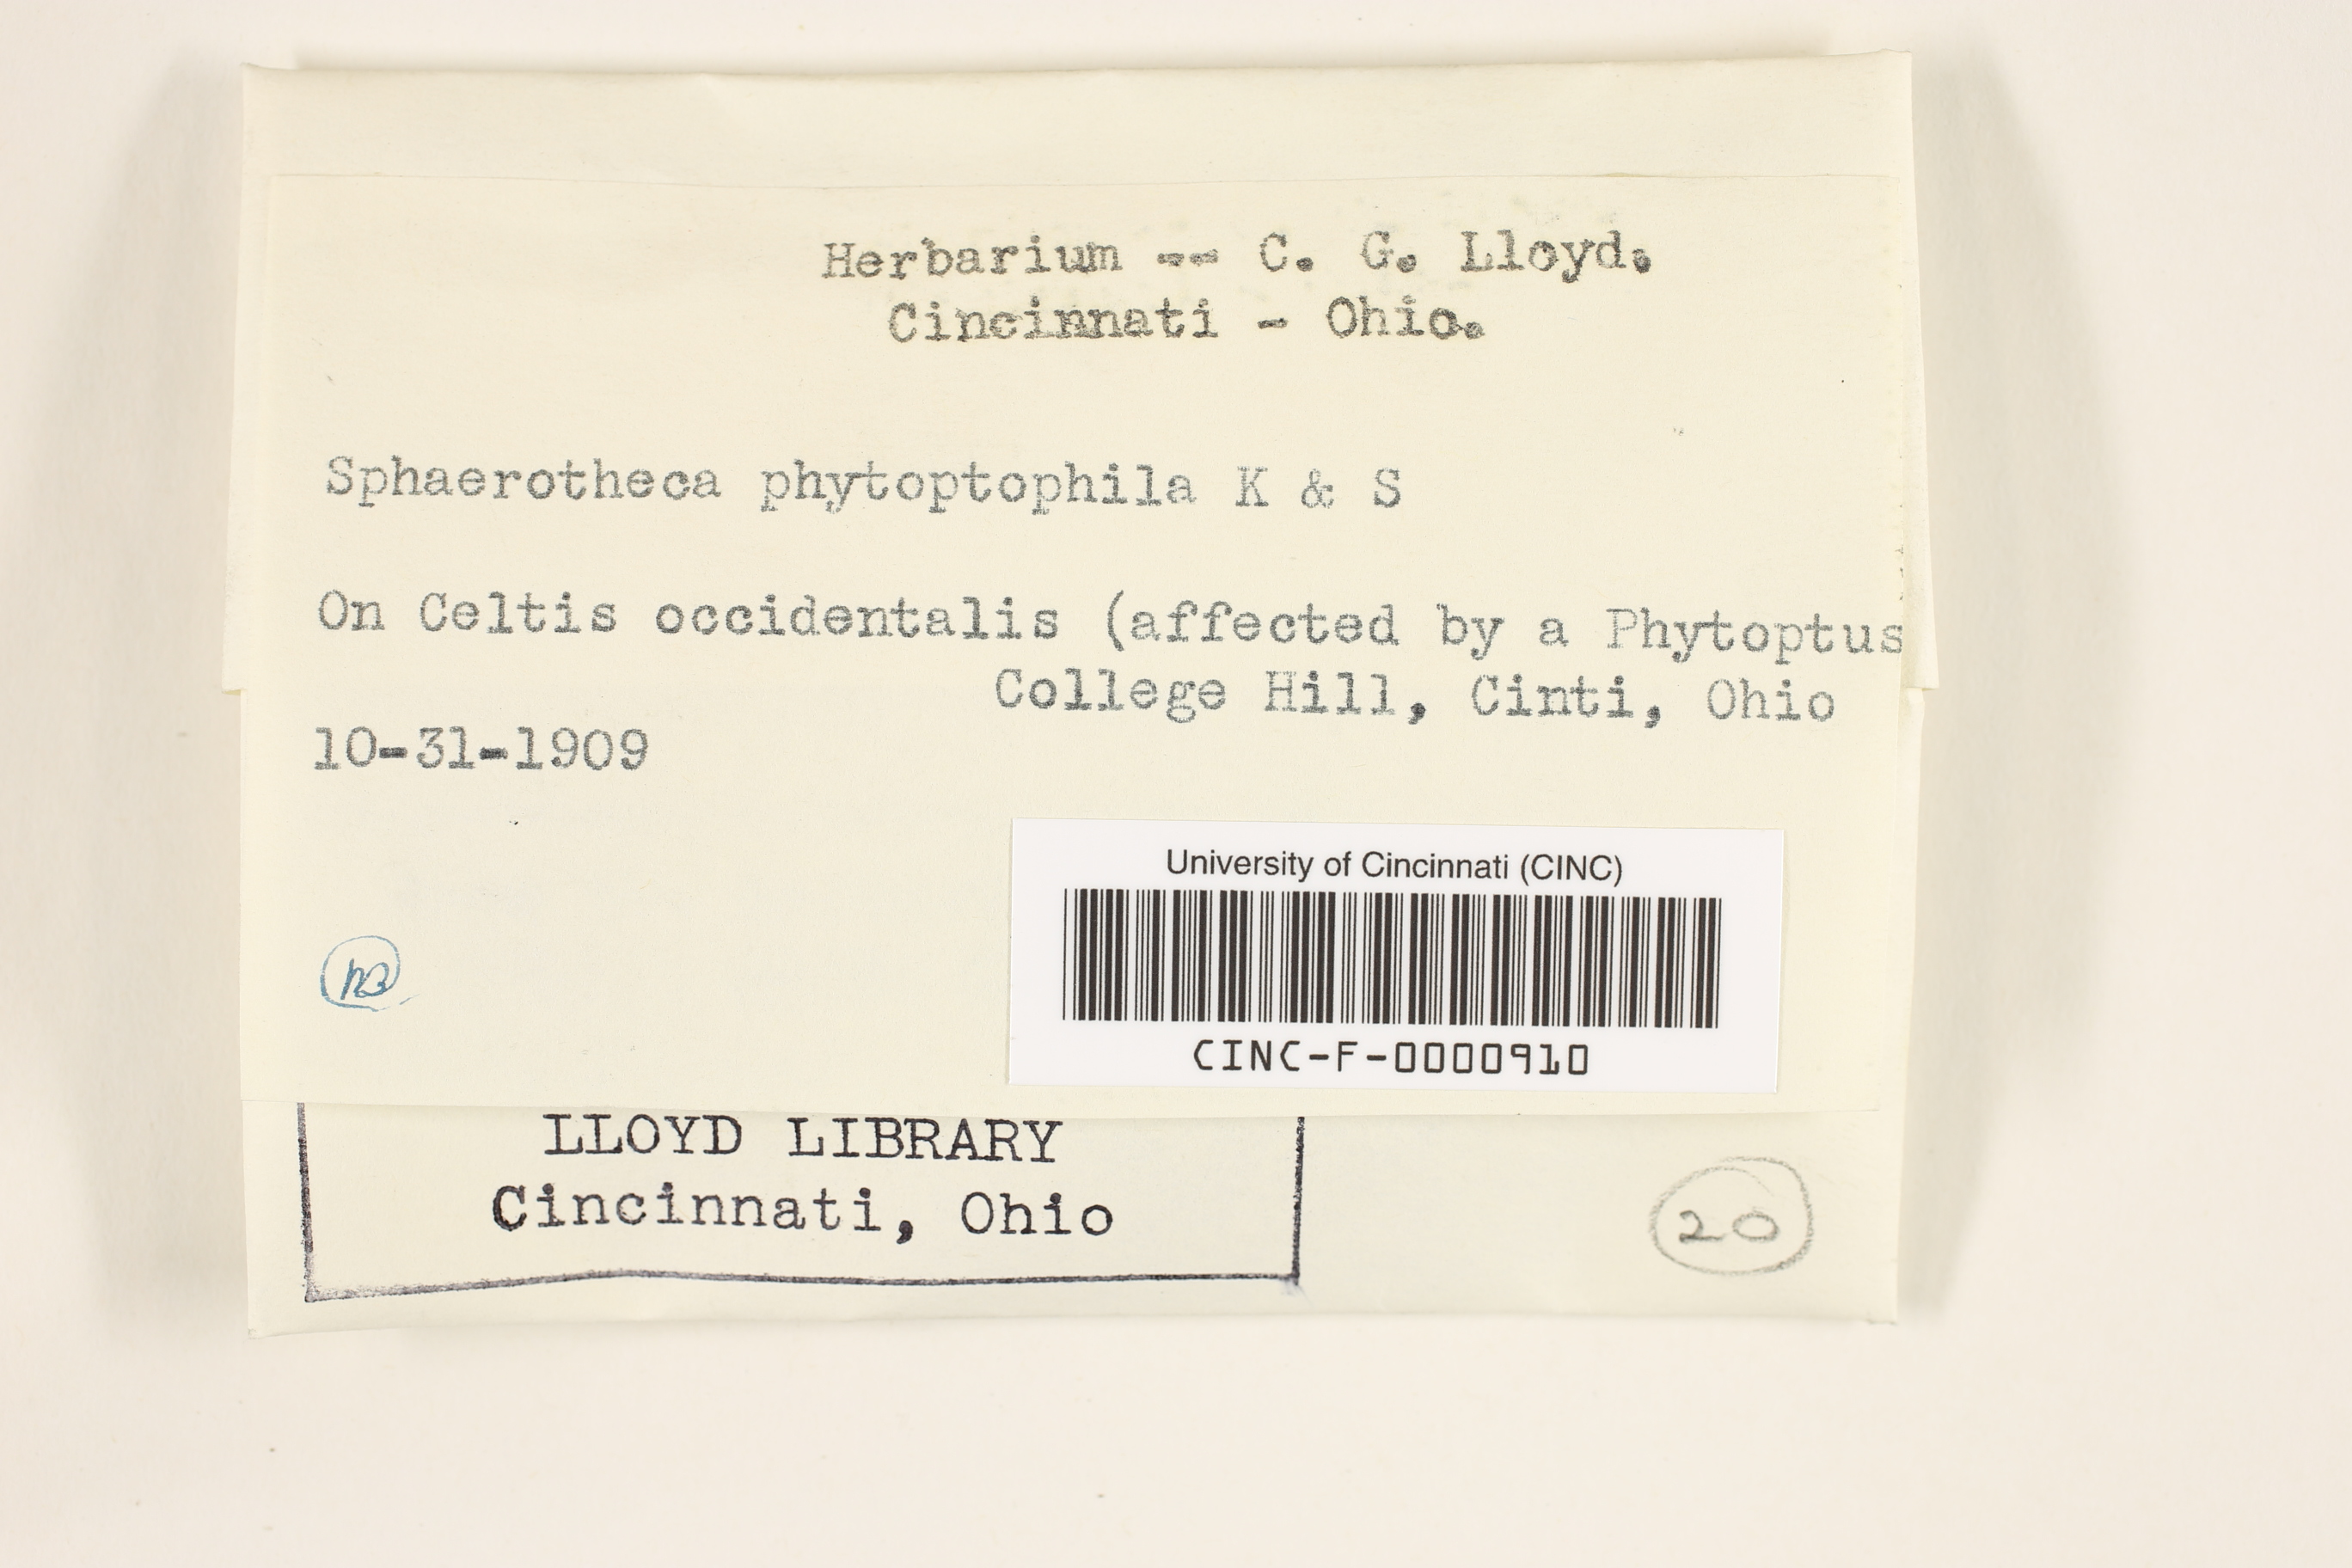 Herbarium -- C. G. Lloyd.
Cincinnati - Ohio.
Sphaerotheca phytoptophila K & S
On Celtis occidentalis (affected by a Phytoptus
College Hill, Cinti, Ohio
10-31-1909
University of Cincinnati (CINC)
CINC-F-0000910
LLOYD LIBRARY
Cincinnati, Ohio
20